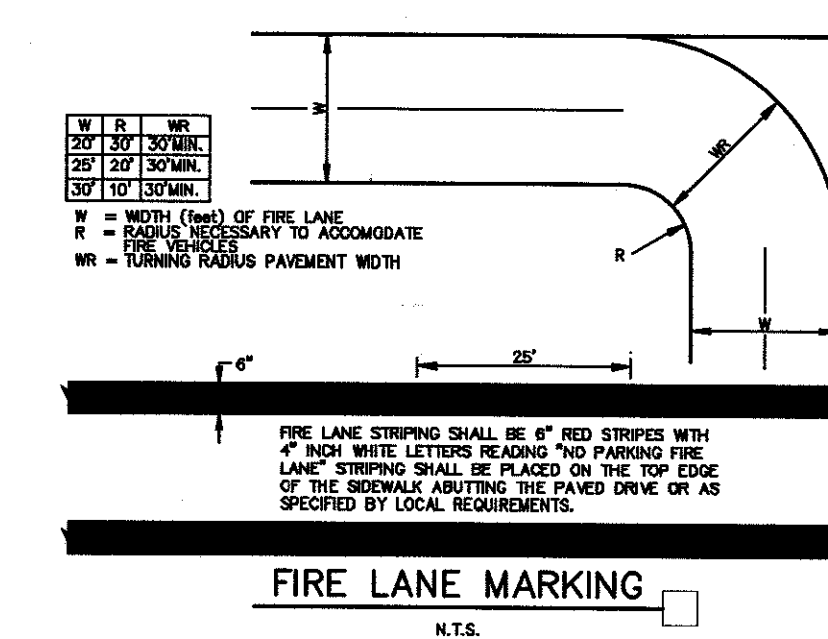 W
W R WR
20' 30' 30'MIN.
25' 20' 30'MIN.
30' 10' 30'MIN.
WR
W = WIDTH (feet) OF FIRE LANE
R = RADIUS NECESSARY TO ACCOMODATE
FIRE VEHICLES
WR = TURNING RADIUS PAVEMENT WIDTH
R
W
6"
25'
FIRE LANE STRIPING SHALL BE 6" RED STRIPES WITH
4" INCH WHITE LETTERS READING "NO PARKING FIRE
LANE" STRIPING SHALL BE PLACED ON THE TOP EDGE
OF THE SIDEWALK ABUTTING THE PAVED DRIVE OR AS
SPECIFIED BY LOCAL REQUIREMENTS.
FIRE LANE MARKING
N.T.S.